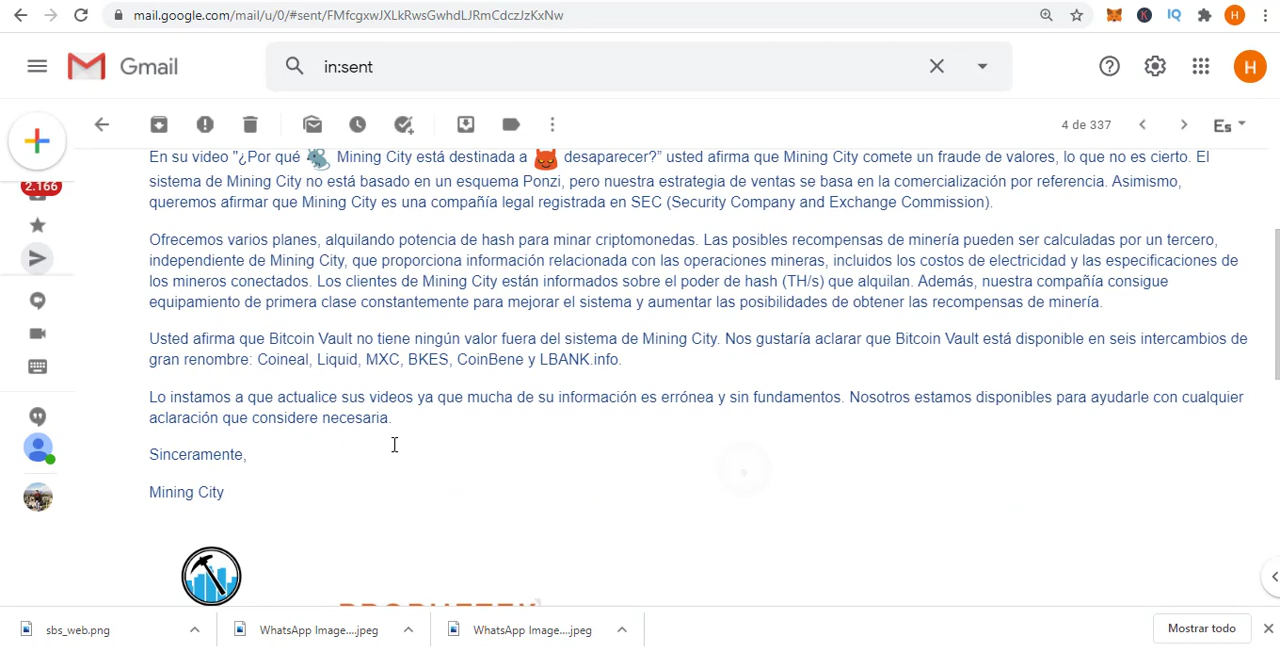 mail.google.com/mail/u/0/#sent/FMfcgxwJXLkRwsGwhdLJRmCdczJzKxNw
K
IQ
H
Gmail
in:sent
H
4 de 337
Es
En su video "¿Por qué Mining City está destinada a desaparecer?” usted afirma que Mining City comete un fraude de valores, lo que no es cierto. El
2.166
sistema de Mining City no está basado en un esquema Ponzi, pero nuestra estrategia de ventas se basa en la comercialización por referencia. Asimismo,
queremos afirmar que Mining City es una compañía legal registrada en SEC (Security Company and Exchange Commission).
Ofrecemos varios planes, alquilando potencia de hash para minar criptomonedas. Las posibles recompensas de minería pueden ser calculadas por un tercero,
independiente de Mining City, que proporciona información relacionada con las operaciones mineras, incluidos los costos de electricidad y las especificaciones de
los mineros conectados. Los clientes de Mining City están informados sobre el poder de hash (TH/s) que alquilan. Además, nuestra compañía consigue
equipamiento de primera clase constantemente para mejorar el sistema y aumentar las posibilidades de obtener las recompensas de minería.
Usted afirma que Bitcoin Vault no tiene ningún valor fuera del sistema de Mining City. Nos gustaría aclarar que Bitcoin Vault está disponible en seis intercambios de
gran renombre: Coineal, Liquid, MXC, BKES, CoinBene y LBANK.info.
Lo instamos a que actualice sus videos ya que mucha de su información es errónea y sin fundamentos. Nosotros estamos disponibles para ayudarle con cualquier
aclaración que considere necesaria.
Sinceramente,
Mining City
sbs_web.png
WhatsApp Image....jpeg
WhatsApp Image....jpeg
Mostrar todo